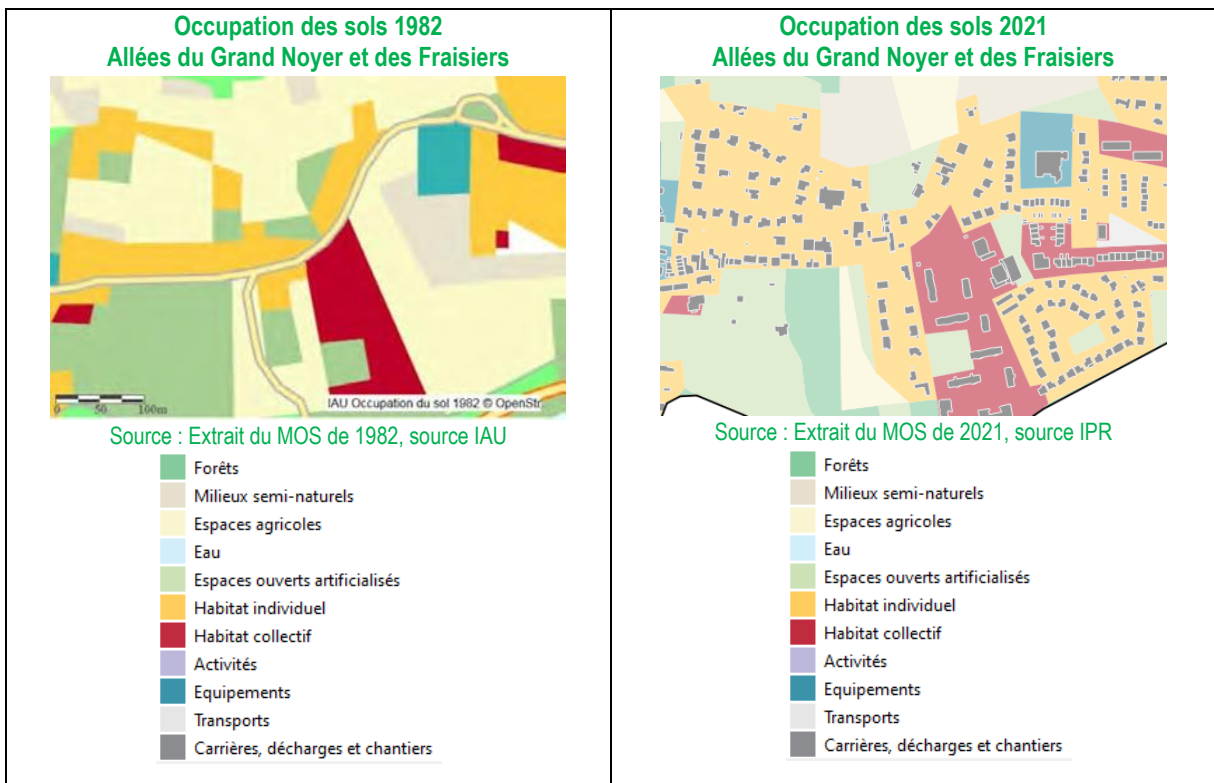 Occupation des sols 1982
Allées du Grand Noyer et des Fraisiers
0 50 100m
IAU Occupation du sol 1982 © OpenStr
Source : Extrait du MOS de 1982, source IAU
Forêts
Milieux semi-naturels
Espaces agricoles
Eau
Espaces ouverts artificialisés
Habitat individuel
Habitat collectif
Activités
Equipements
Transports
Carrières, décharges et chantiers
Occupation des sols 2021
Allées du Grand Noyer et des Fraisiers
Source : Extrait du MOS de 2021, source IPR
Forêts
Milieux semi-naturels
Espaces agricoles
Eau
Espaces ouverts artificialisés
Habitat individuel
Habitat collectif
Activités
Equipements
Transports
Carrières, décharges et chantiers